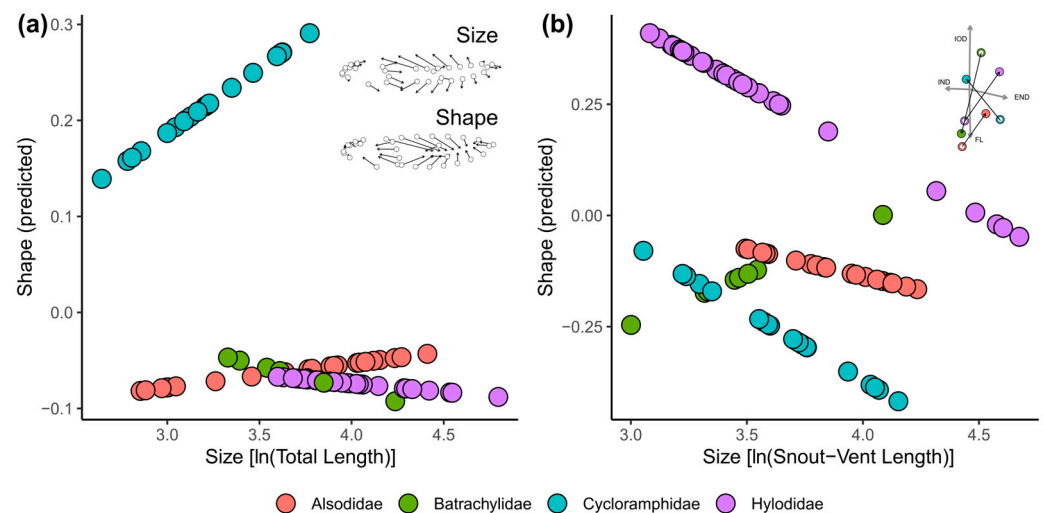 (a)
Shape (predicted)
0.3
0.2
0.1
0.0
−0.1
3.0 3.5 4.0 4.5
Size [ln(Total Length)]
Size
Shape
(b)
Shape (predicted)
0.25
0.00
−0.25
3.0 3.5 4.0 4.5
Size [ln(Snout−Vent Length)]
IOD
IND
END
FL
Alsodidae Batrachylidae Cycloramphidae Hylodidae